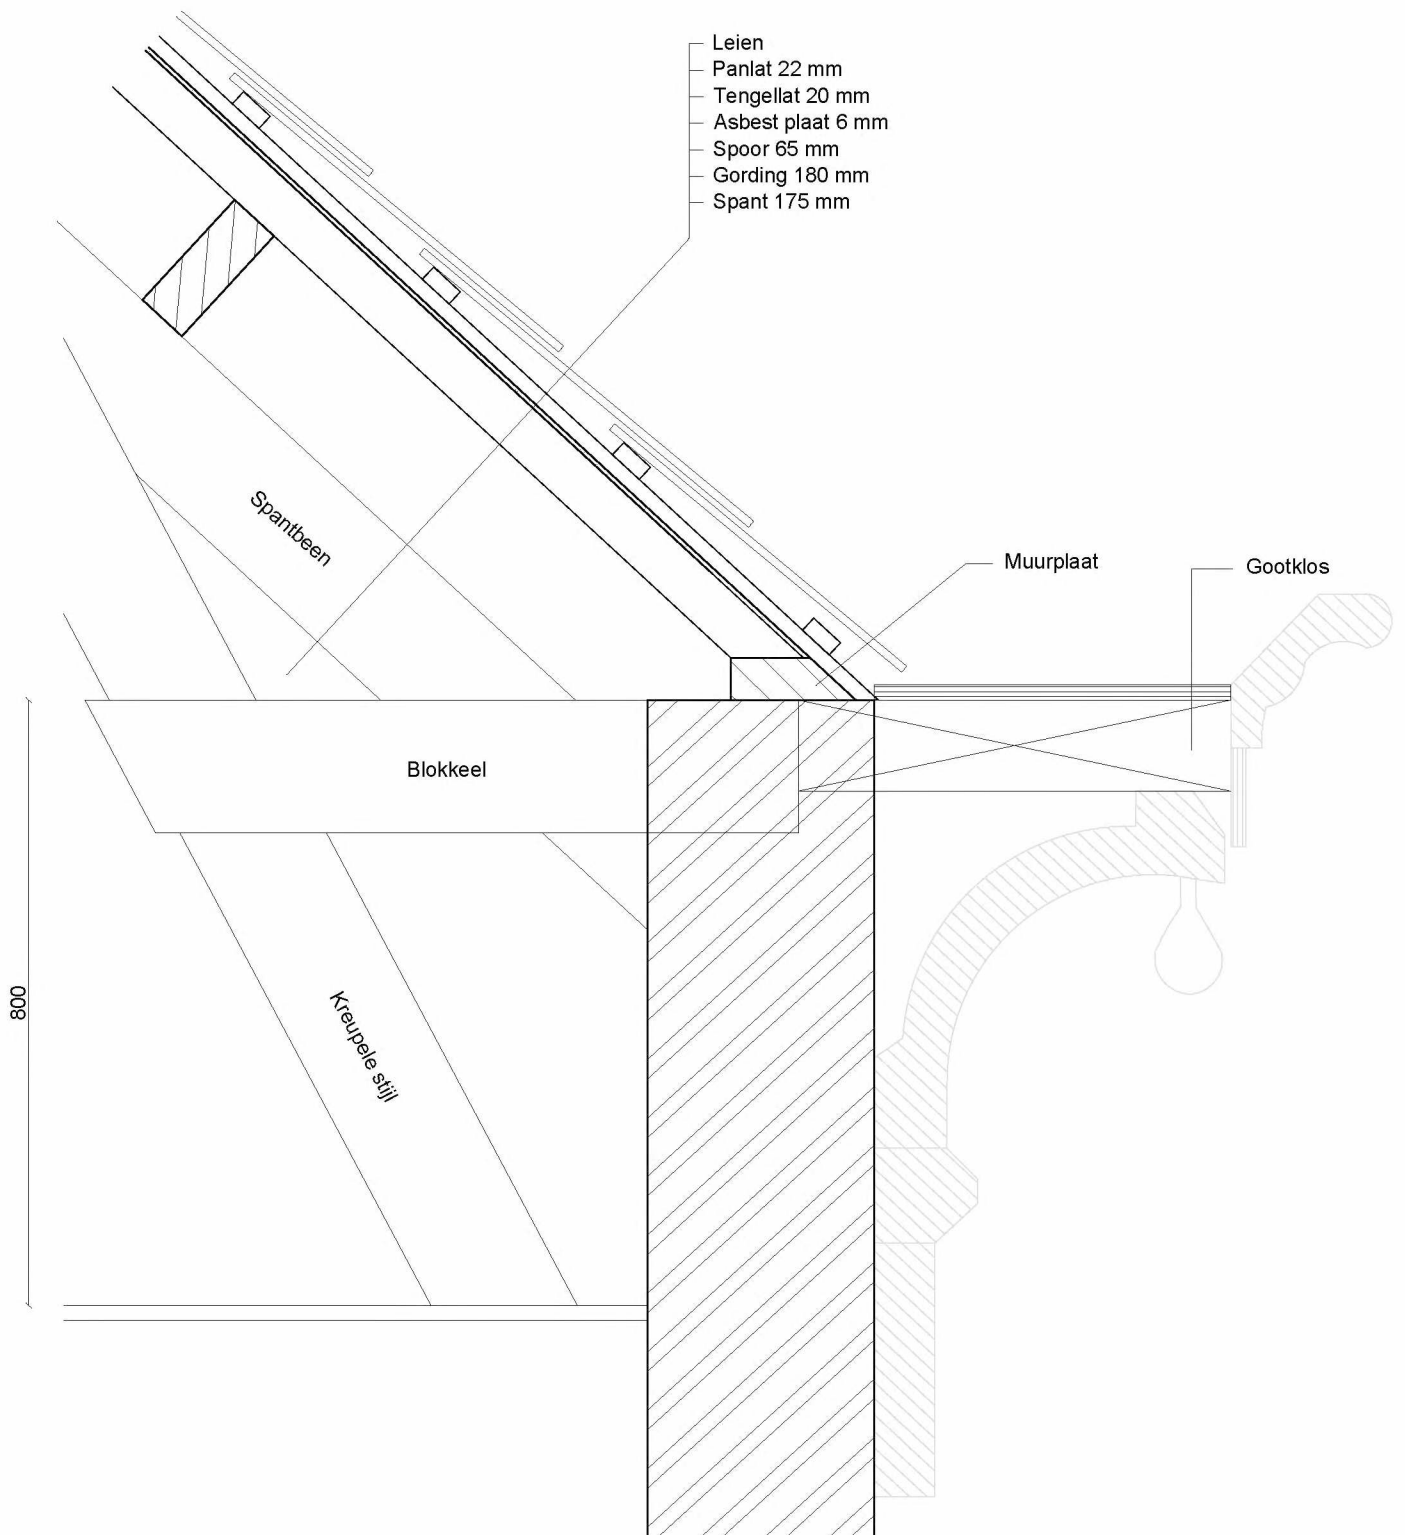 Leien
Panlat 22 mm
Tengellat 20 mm
Asbest plaat 6 mm
Spoor 65 mm
Gording 180 mm
Spant 175 mm
Spantbeen
Muurplaat
Gootklos
Blokkeel
800
Kreupele stijl